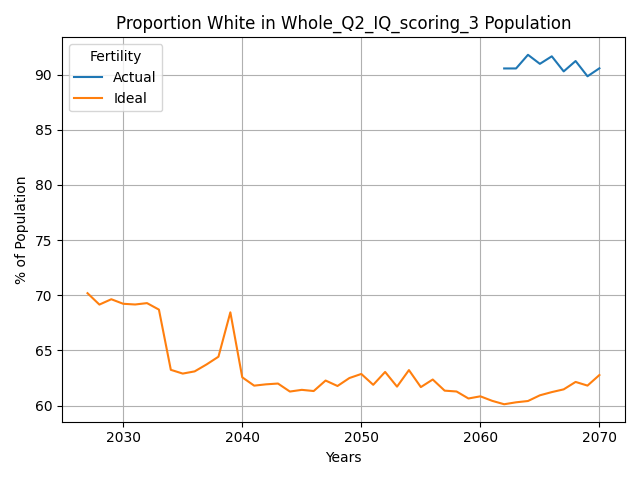 Proportion White in Whole_Q2_IQ_scoring_3 Population
Fertility
Actual
Ideal
% of Population
90
85
80
75
70
65
60
2030
2040
2050
2060
2070
Years